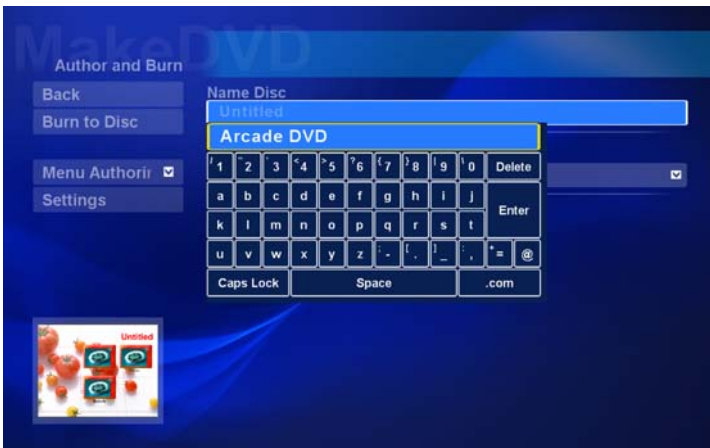 MakeDVD
Author and Burn
Back
Name Disc
Untitled
Burn to Disc
Arcade DVD
1 2 3 4 5 6 7 8 9 0 Delete
Menu Authorin
a b c d e f g h i j
Settings
Enter
k l m n o p q r s t
u v w x y z - . _ , = @
Caps Lock Space .com
Untitled